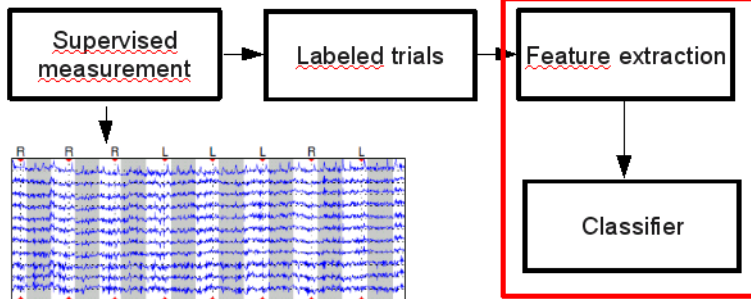 Supervised
measurement
Labeled trials
Feature extraction
R R R L L L R L
Classifier